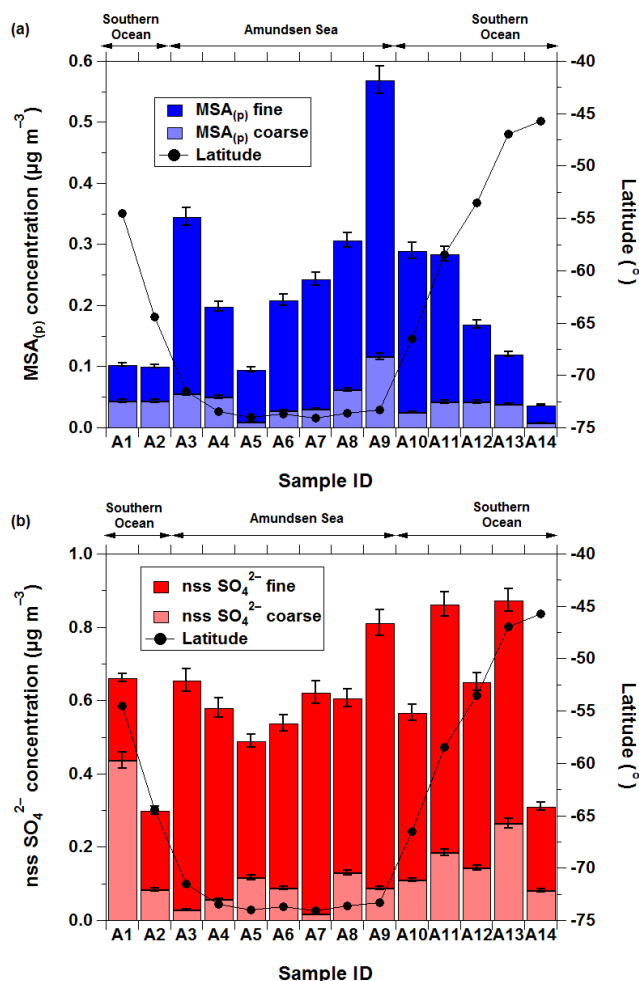 (a)
Southern Ocean
Amundsen Sea
Southern Ocean
MSA(p) concentration (µg m⁻³)
0.6
0.5
0.4
0.3
0.2
0.1
0.0
MSA(p) fine
MSA(p) coarse
Latitude
-40
-45
-50
-55
-60
-65
-70
-75
Latitude (°)
A1 A2 A3 A4 A5 A6 A7 A8 A9 A10 A11 A12 A13 A14
Sample ID
(b)
Southern Ocean
Amundsen Sea
Southern Ocean
nss SO₄²⁻ concentration (µg m⁻³)
1.0
0.8
0.6
0.4
0.2
0.0
nss SO₄²⁻ fine
nss SO₄²⁻ coarse
Latitude
-40
-45
-50
-55
-60
-65
-70
-75
Latitude (°)
A1 A2 A3 A4 A5 A6 A7 A8 A9 A10 A11 A12 A13 A14
Sample ID